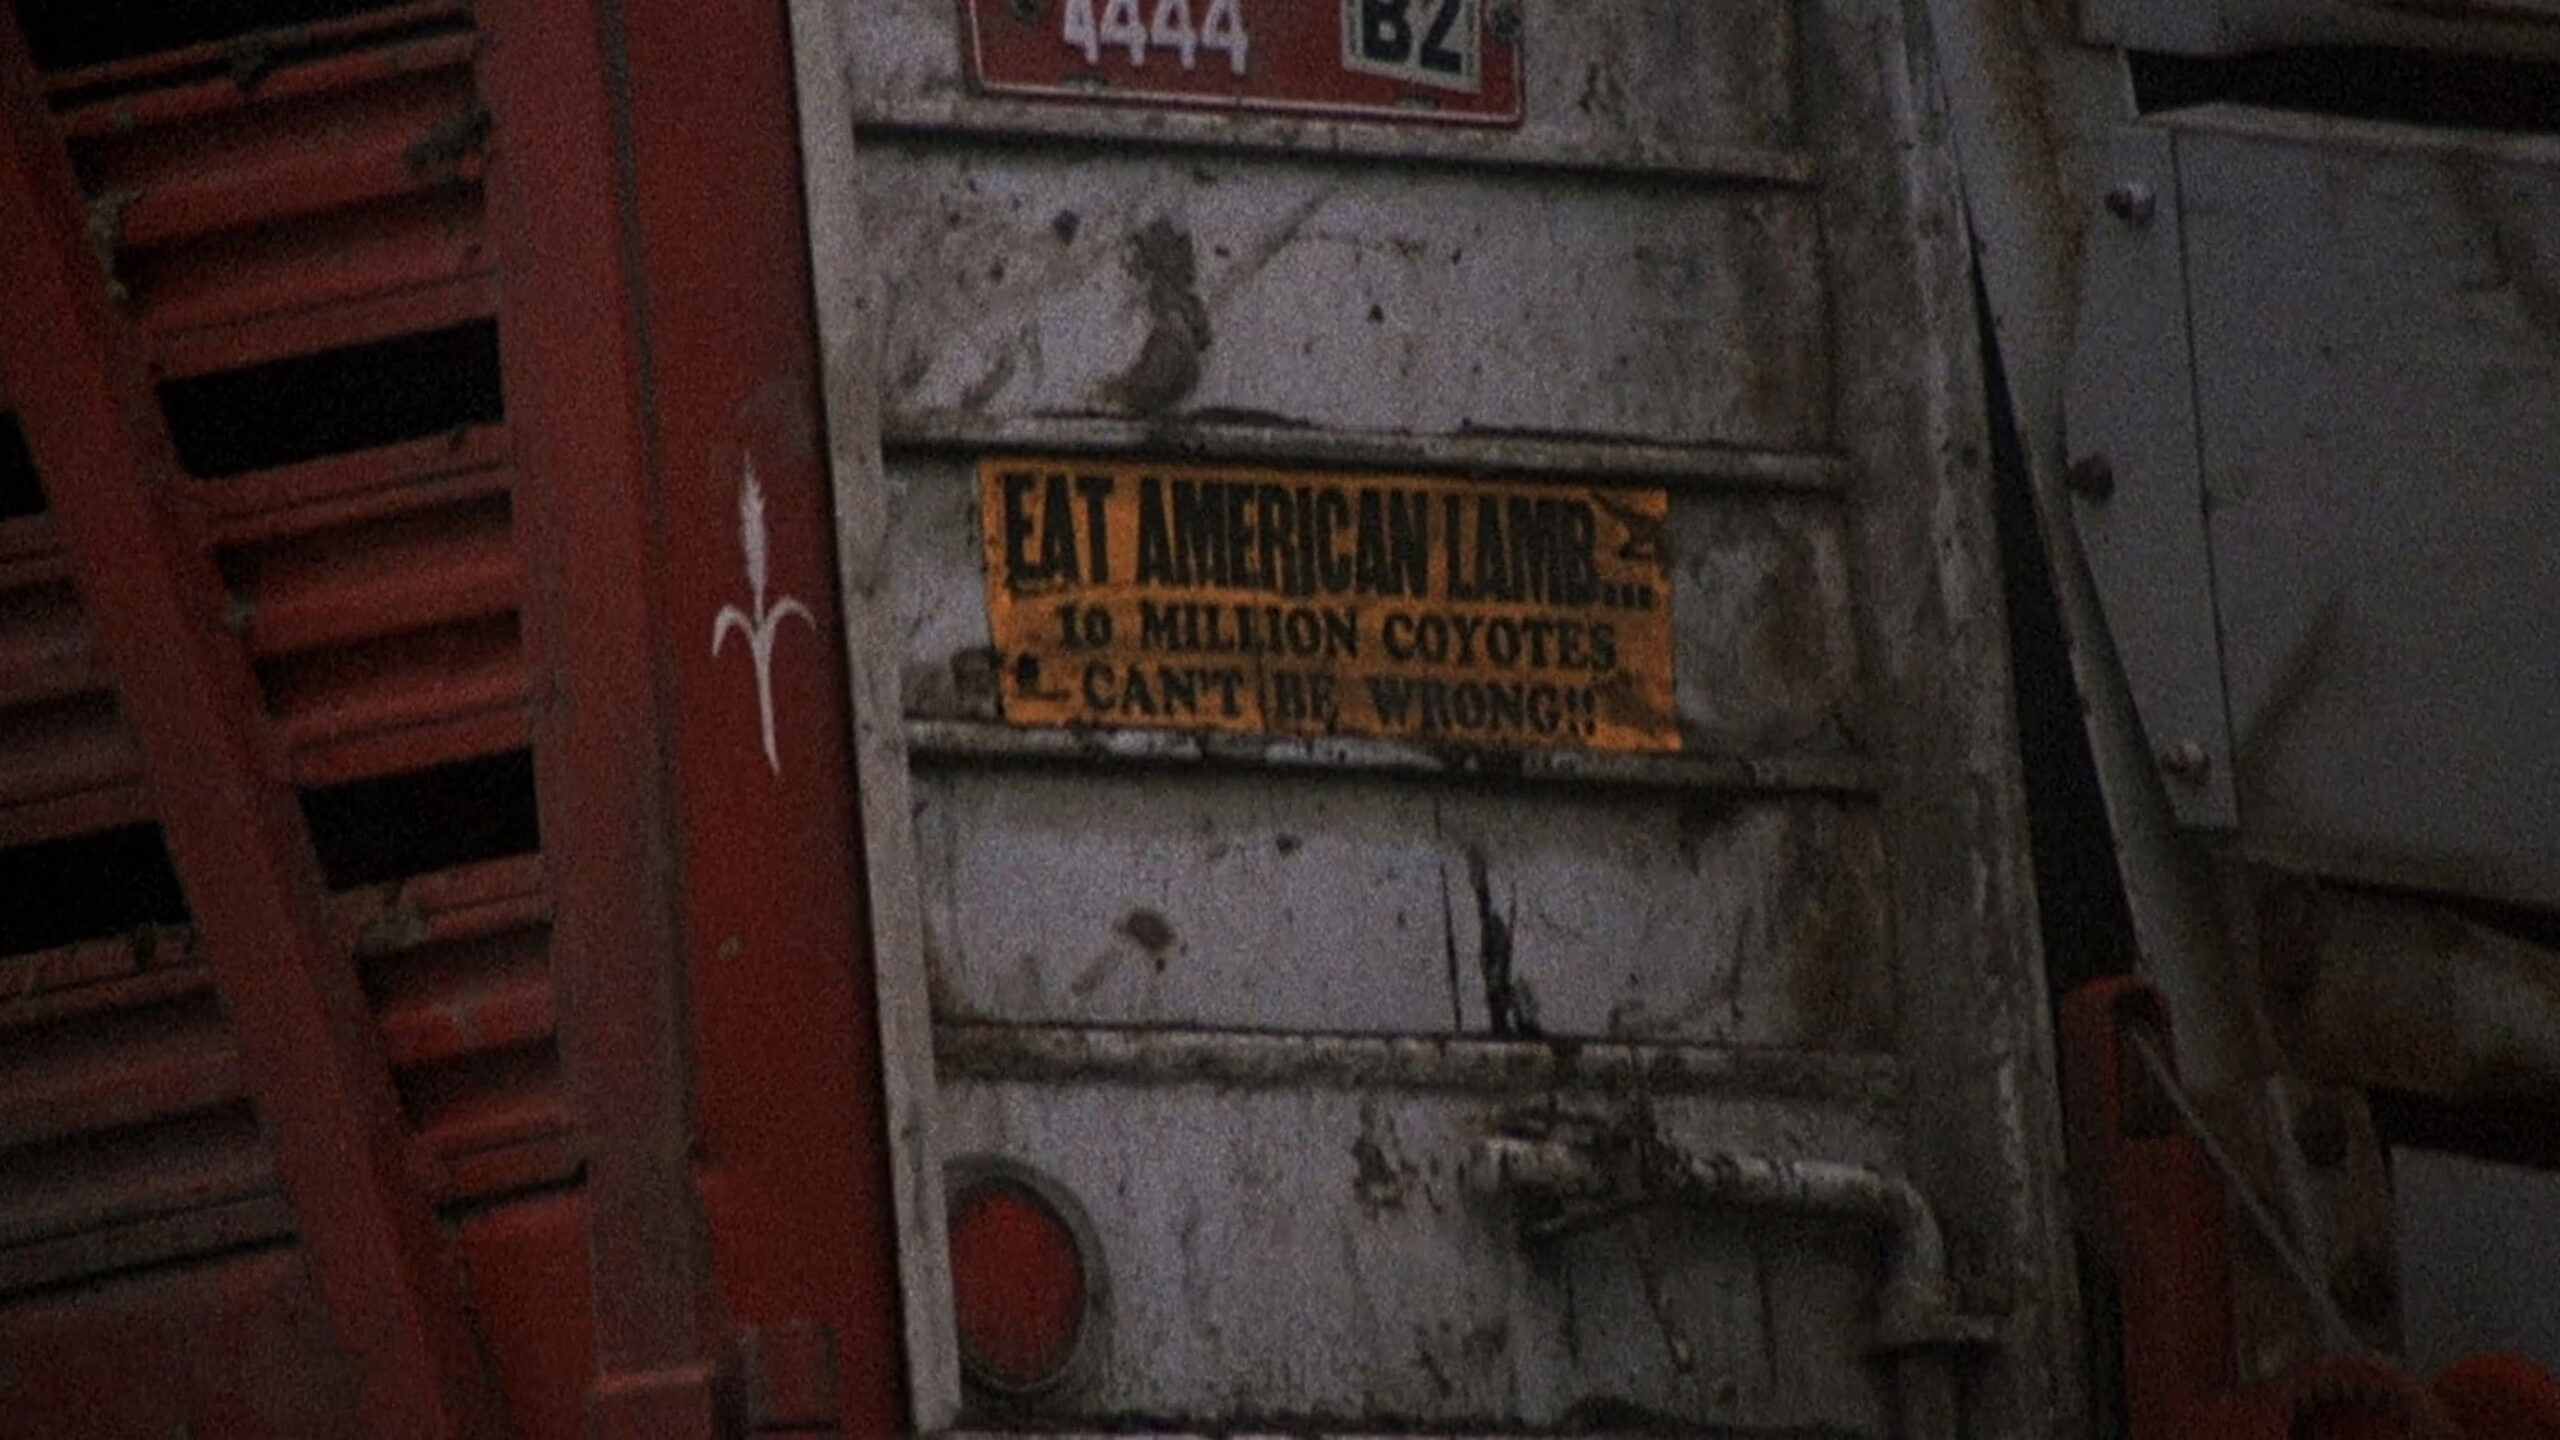 4444 B2
EAT AMERICAN LAMB...
10 MILLION COYOTES
CAN'T BE WRONG!!